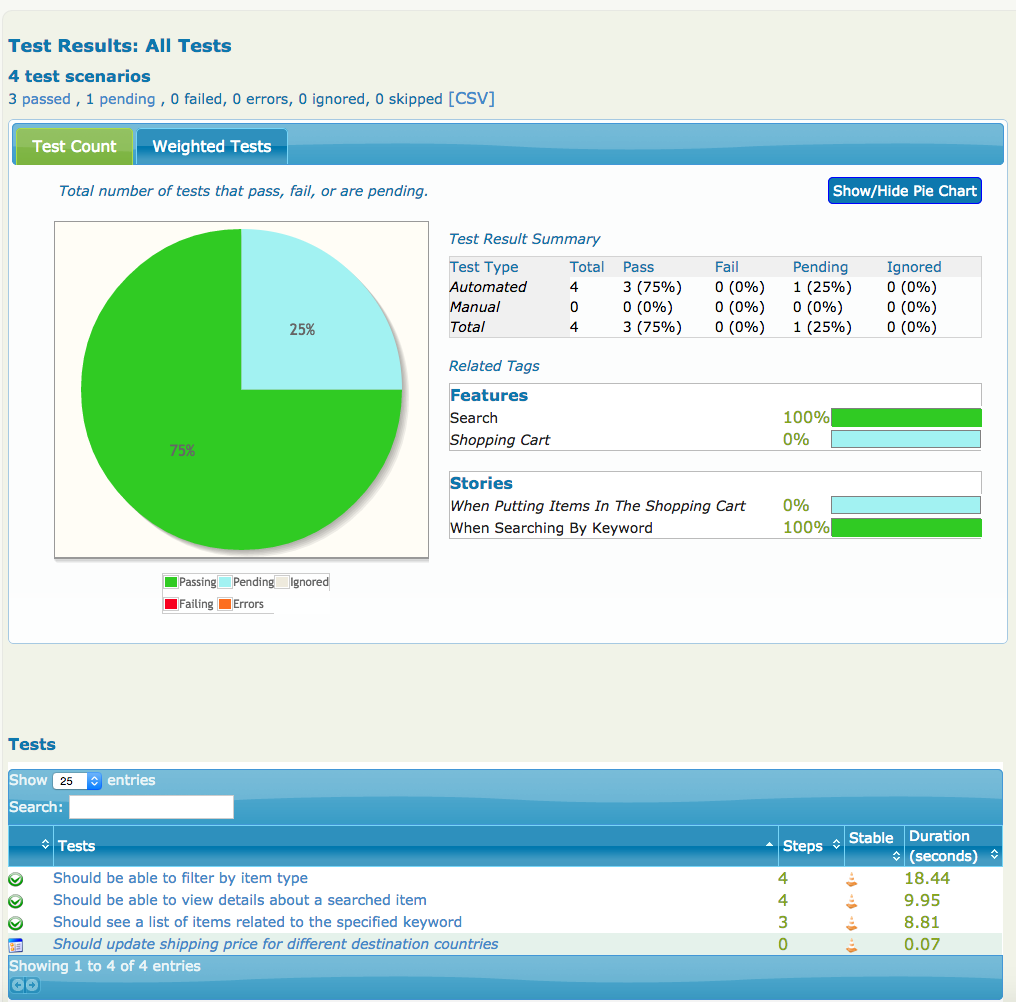 Test Results: All Tests
4 test scenarios
3 passed , 1 pending , 0 failed, 0 errors, 0 ignored, 0 skipped [CSV]
Test Count Weighted Tests
Total number of tests that pass, fail, or are pending.
Show/Hide Pie Chart
25%
75%
Passing Pending Ignored
Failing Errors
Test Result Summary
Test Type Total Pass Fail Pending Ignored
Automated 4 3 (75%) 0 (0%) 1 (25%) 0 (0%)
Manual 0 0 (0%) 0 (0%) 0 (0%) 0 (0%)
Total 4 3 (75%) 0 (0%) 1 (25%) 0 (0%)
Related Tags
Features
Search 100%
Shopping Cart 0%
Stories
When Putting Items In The Shopping Cart 0%
When Searching By Keyword 100%
Tests
Show 25 entries
Search:
Tests Steps Stable Duration (seconds)
Should be able to filter by item type 4 18.44
Should be able to view details about a searched item 4 9.95
Should see a list of items related to the specified keyword 3 8.81
Should update shipping price for different destination countries 0 0.07
Showing 1 to 4 of 4 entries